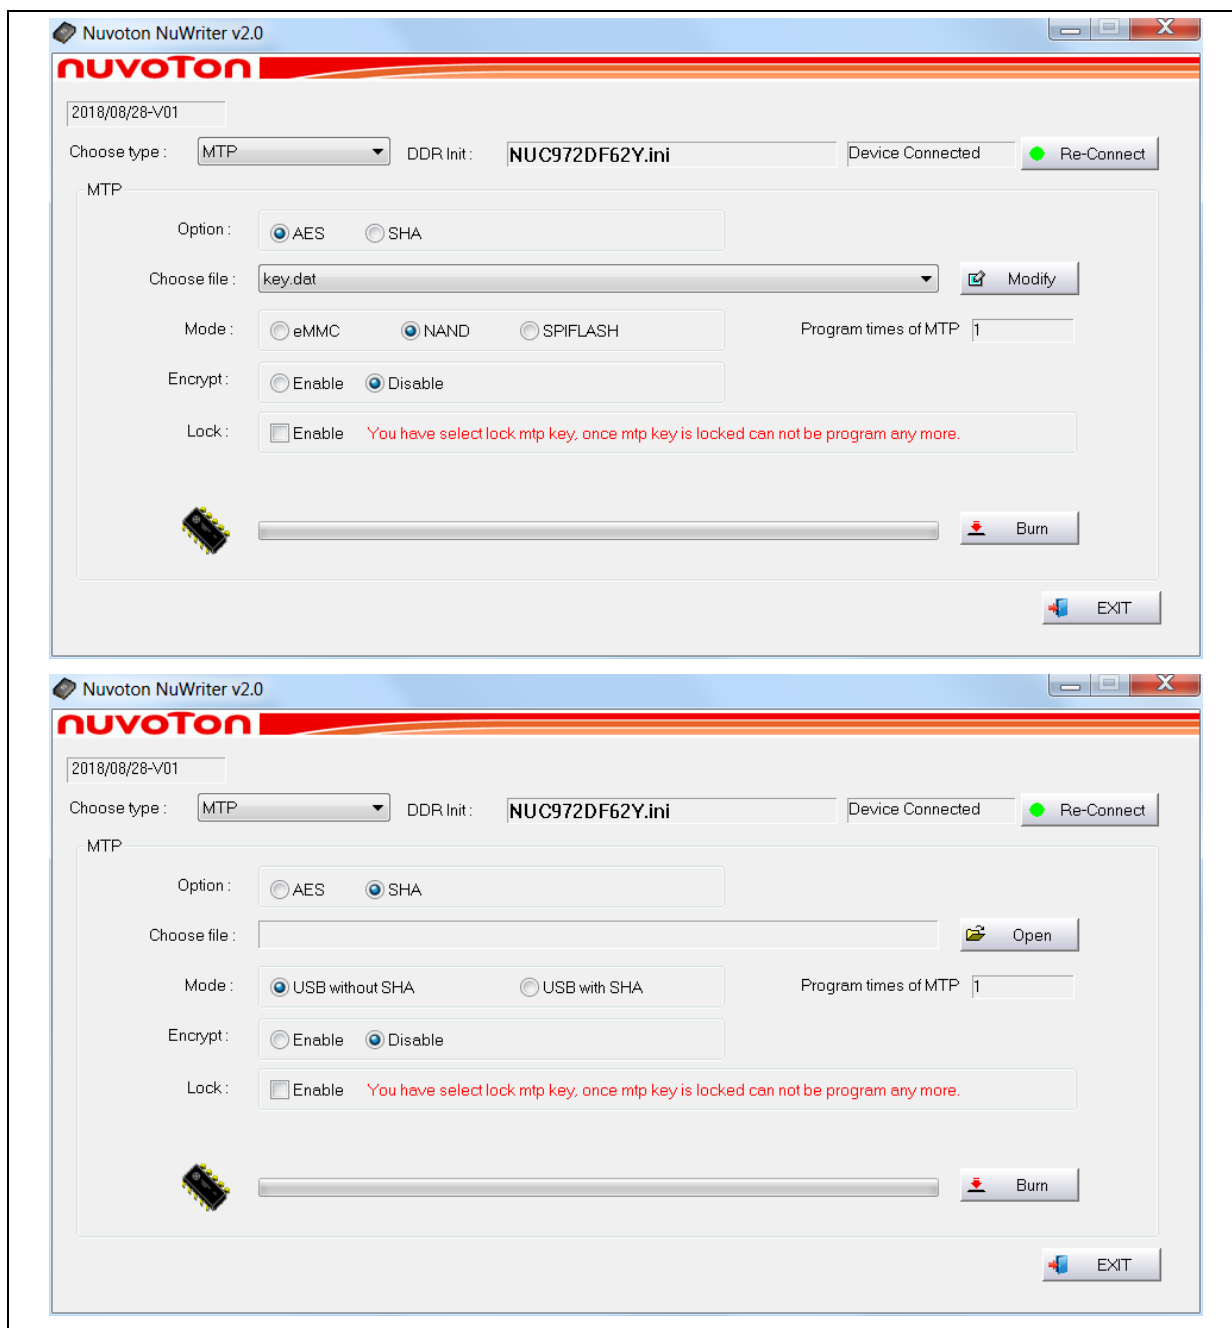 Nuvoton NuWriter v2.0
nuvoTon
2018/08/28-V01
Choose type : MTP DDR Init : NUC972DF62Y.ini Device Connected Re-Connect
MTP
Option : AES SHA
Choose file : key.dat Modify
Mode : eMMC NAND SPIFLASH Program times of MTP 1
Encrypt : Enable Disable
Lock : Enable You have select lock mtp key, once mtp key is locked can not be program any more.
Burn
EXIT
Nuvoton NuWriter v2.0
nuvoTon
2018/08/28-V01
Choose type : MTP DDR Init : NUC972DF62Y.ini Device Connected Re-Connect
MTP
Option : AES SHA
Choose file : Open
Mode : USB without SHA USB with SHA Program times of MTP 1
Encrypt : Enable Disable
Lock : Enable You have select lock mtp key, once mtp key is locked can not be program any more.
Burn
EXIT